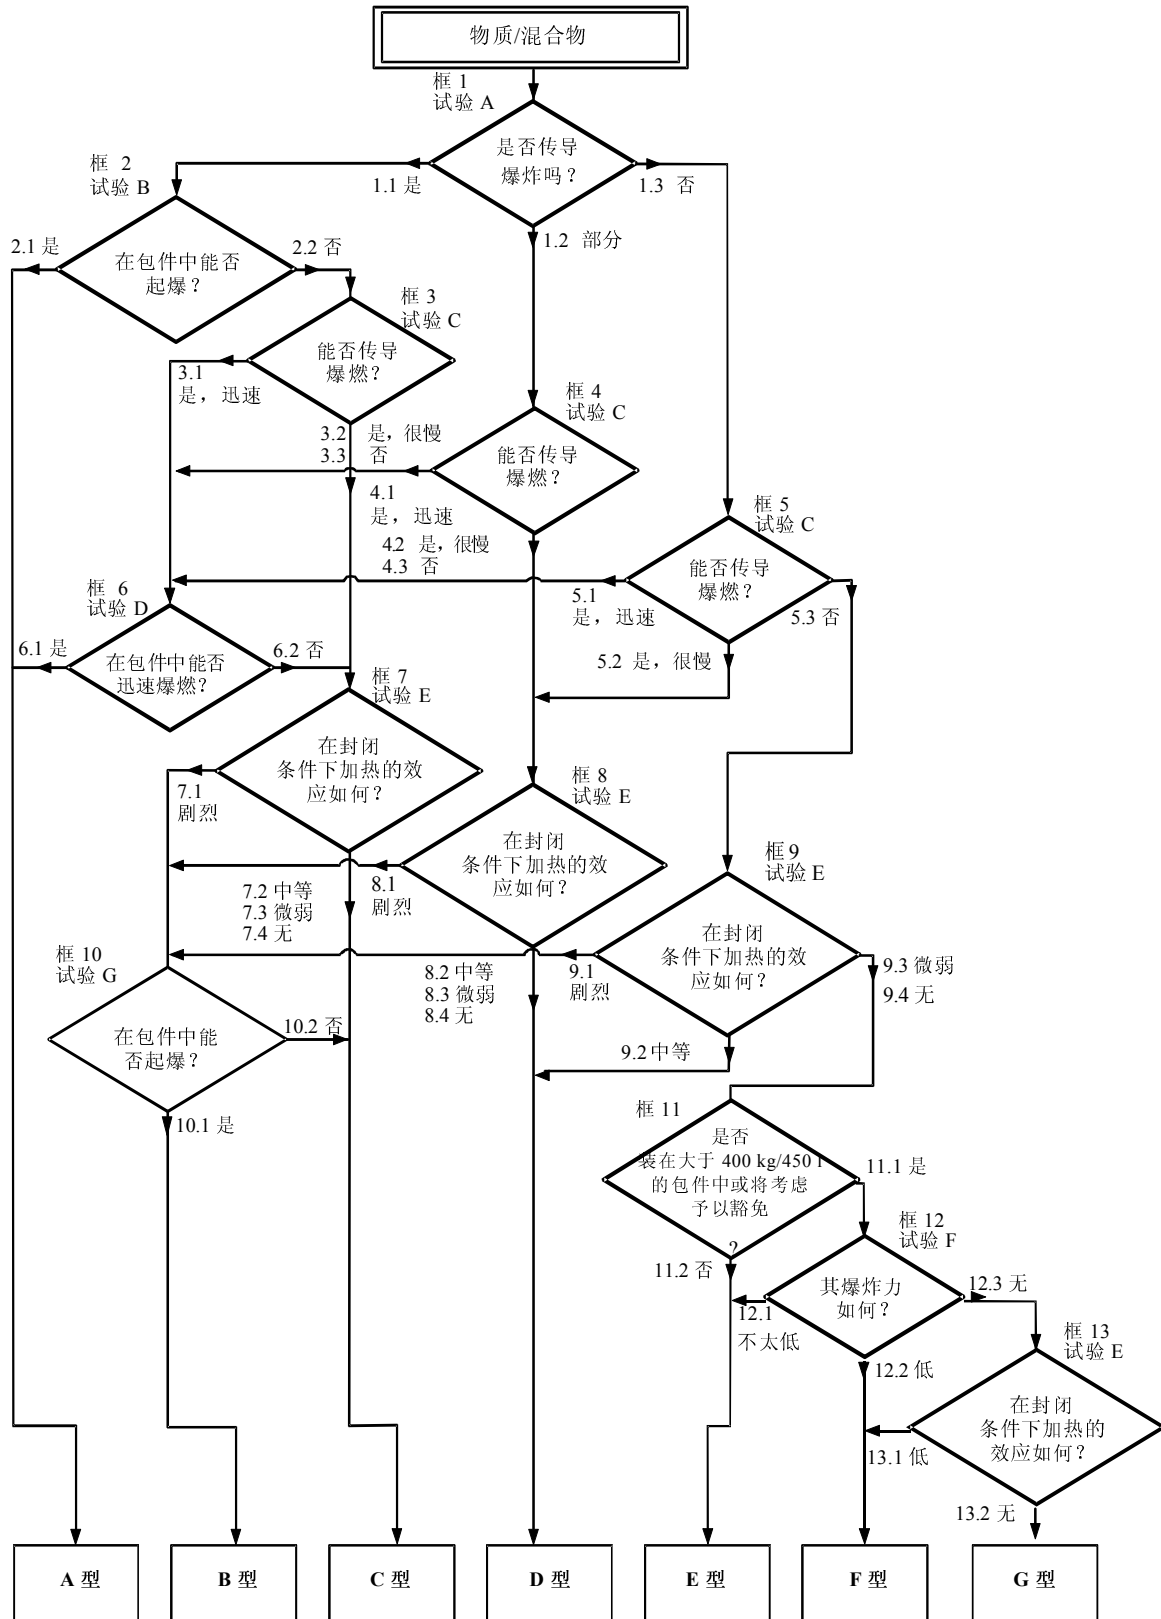 物质/混合物
框 1
试验 A
是否传导
爆炸吗？
1.1 是
1.2 部分
1.3 否
框 2
试验 B
在包件中能否
起爆？
2.1 是
2.2 否
框 3
试验 C
能否传导
爆燃？
3.1
是，迅速
3.2 是，很慢
3.3 否
框 4
试验 C
能否传导
爆燃？
4.1
是，迅速
4.2 是，很慢
4.3 否
框 5
试验 C
能否传导
爆燃？
5.1
是，迅速
5.2 是，很慢
5.3 否
框 6
试验 D
在包件中能否
迅速爆燃？
6.1 是
6.2 否
框 7
试验 E
在封闭
条件下加热的效
应如何？
7.1
剧烈
7.2 中等
7.3 微弱
7.4 无
框 8
试验 E
在封闭
条件下加热的效
应如何？
8.1
剧烈
8.2 中等
8.3 微弱
8.4 无
框 9
试验 E
在封闭
条件下加热的效
应如何？
9.1
剧烈
9.2 中等
9.3 微弱
9.4 无
框 10
试验 G
在包件中能
否起爆？
10.1 是
10.2 否
框 11
是否
装在大于 400 kg/450 l
的包件中或将考虑
予以豁免
？
11.1 是
11.2 否
框 12
试验 F
其爆炸力
如何？
12.1
不太低
12.2 低
12.3 无
框 13
试验 E
在封闭
条件下加热的
效应如何？
13.1 低
13.2 无
A 型
B 型
C 型
D 型
E 型
F 型
G 型